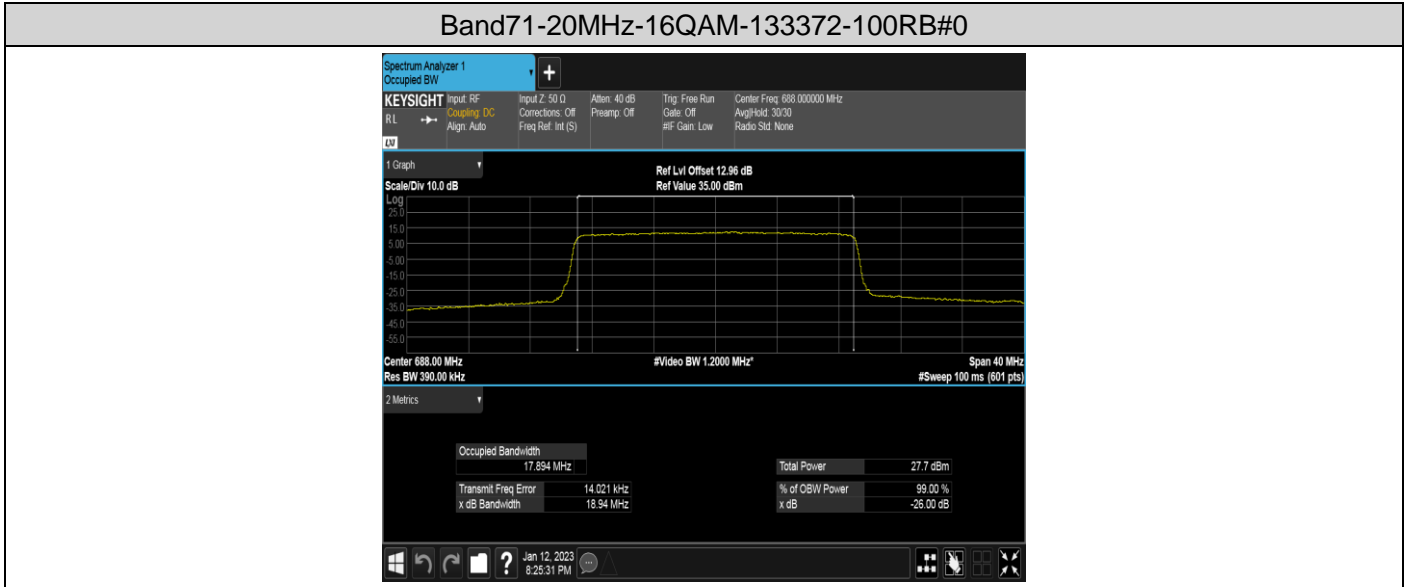 Band71-20MHz-16QAM-133372-100RB#0
Spectrum Analyzer 1
Occupied BW
+
KEYSIGHT Input: RF Input Z: 50 Ω Atten: 40 dB Trig: Free Run Center Freq: 688.000000 MHz
RL Coupling: DC Corrections: Off Preamp: Off Gate: Off Avg|Hold: 30/30
Align: Auto Freq Ref: Int (S) #IF Gain: Low Radio Std: None
LXI
1 Graph Ref Lvl Offset 12.96 dB
Scale/Div 10.0 dB Ref Value 35.00 dBm
Log
25.0
15.0
5.00
-5.00
-15.0
-25.0
-35.0
-45.0
-55.0
Center 688.00 MHz #Video BW 1.2000 MHz* Span 40 MHz
Res BW 390.00 kHz #Sweep 100 ms (601 pts)
2 Metrics
Occupied Bandwidth
17.894 MHz Total Power 27.7 dBm
Transmit Freq Error 14.021 kHz % of OBW Power 99.00 %
x dB Bandwidth 18.94 MHz x dB -26.00 dB
? Jan 12, 2023
8:25:31 PM